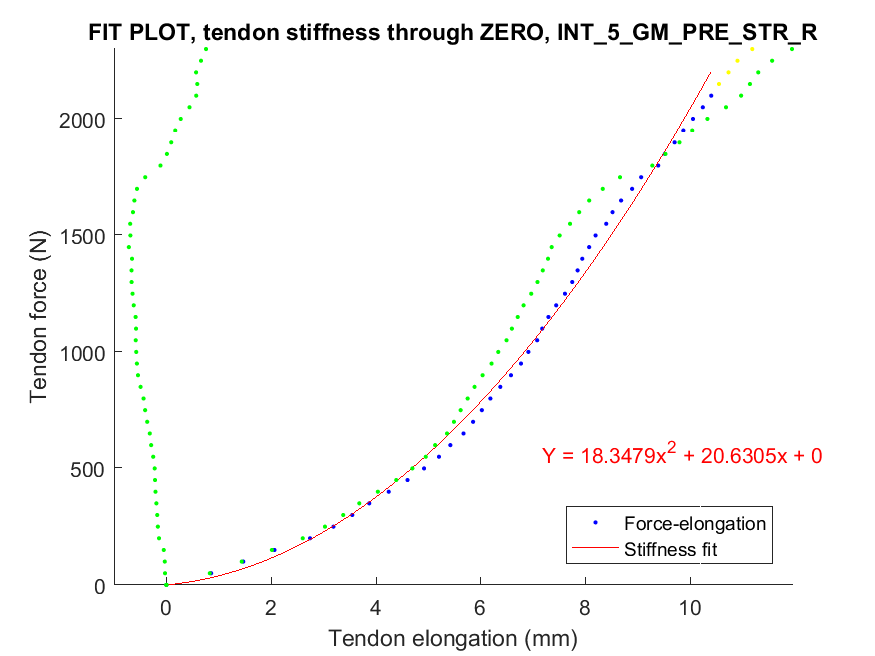 FIT PLOT, tendon stiffness through ZERO, INT_5_GM_PRE_STR_R
2000
1500
1000
500
0
Tendon force (N)
Y = 18.3479x² + 20.6305x + 0
Force-elongation
Stiffness fit
0 2 4 6 8 10
Tendon elongation (mm)